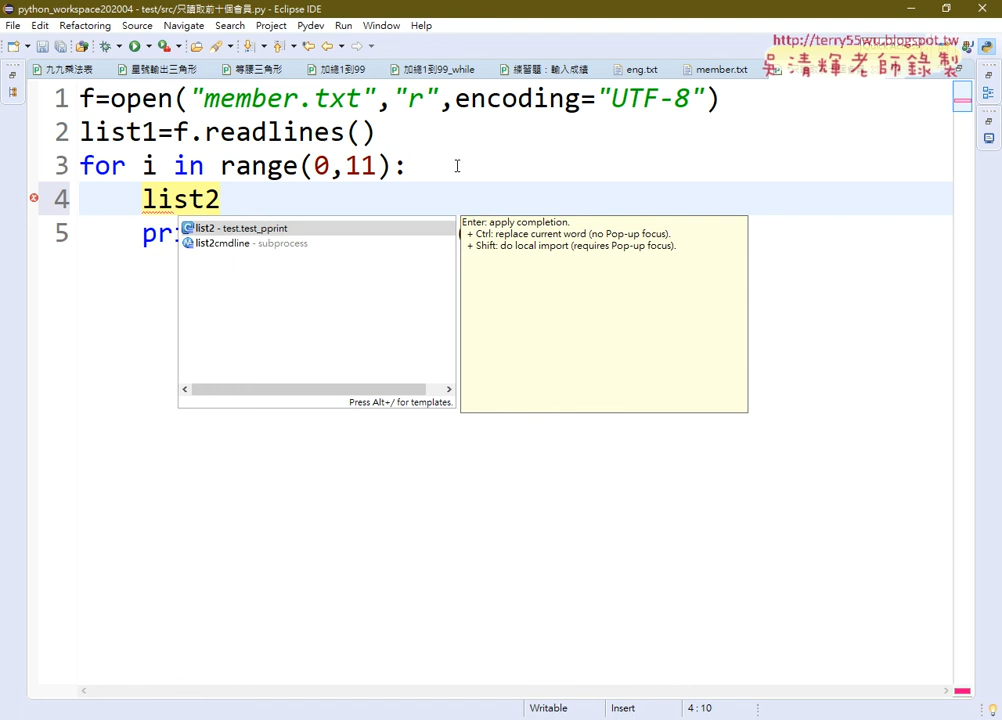 python_workspace202004 - test/src/只讀取前十個會員.py - Eclipse IDE
File Edit Refactoring Source Navigate Search Project Pydev Run Window Help
http://terry55wu.blogspot.tw
吳清輝老師錄製
九九乘法表 星號輸出三角形 等腰三角形 加總1到99 加總1到99_while 練習題：輸入成績 eng.txt member.txt
1 f=open("member.txt","r",encoding="UTF-8")
2 list1=f.readlines()
3 for i in range(0,11):
4 list2
5 pri
list2 - test.test_pprint
list2cmdline - subprocess
Press Alt+/ for templates.
Enter: apply completion.
+ Ctrl: replace current word (no Pop-up focus).
+ Shift: do local import (requires Pop-up focus).
Writable Insert 4 : 10